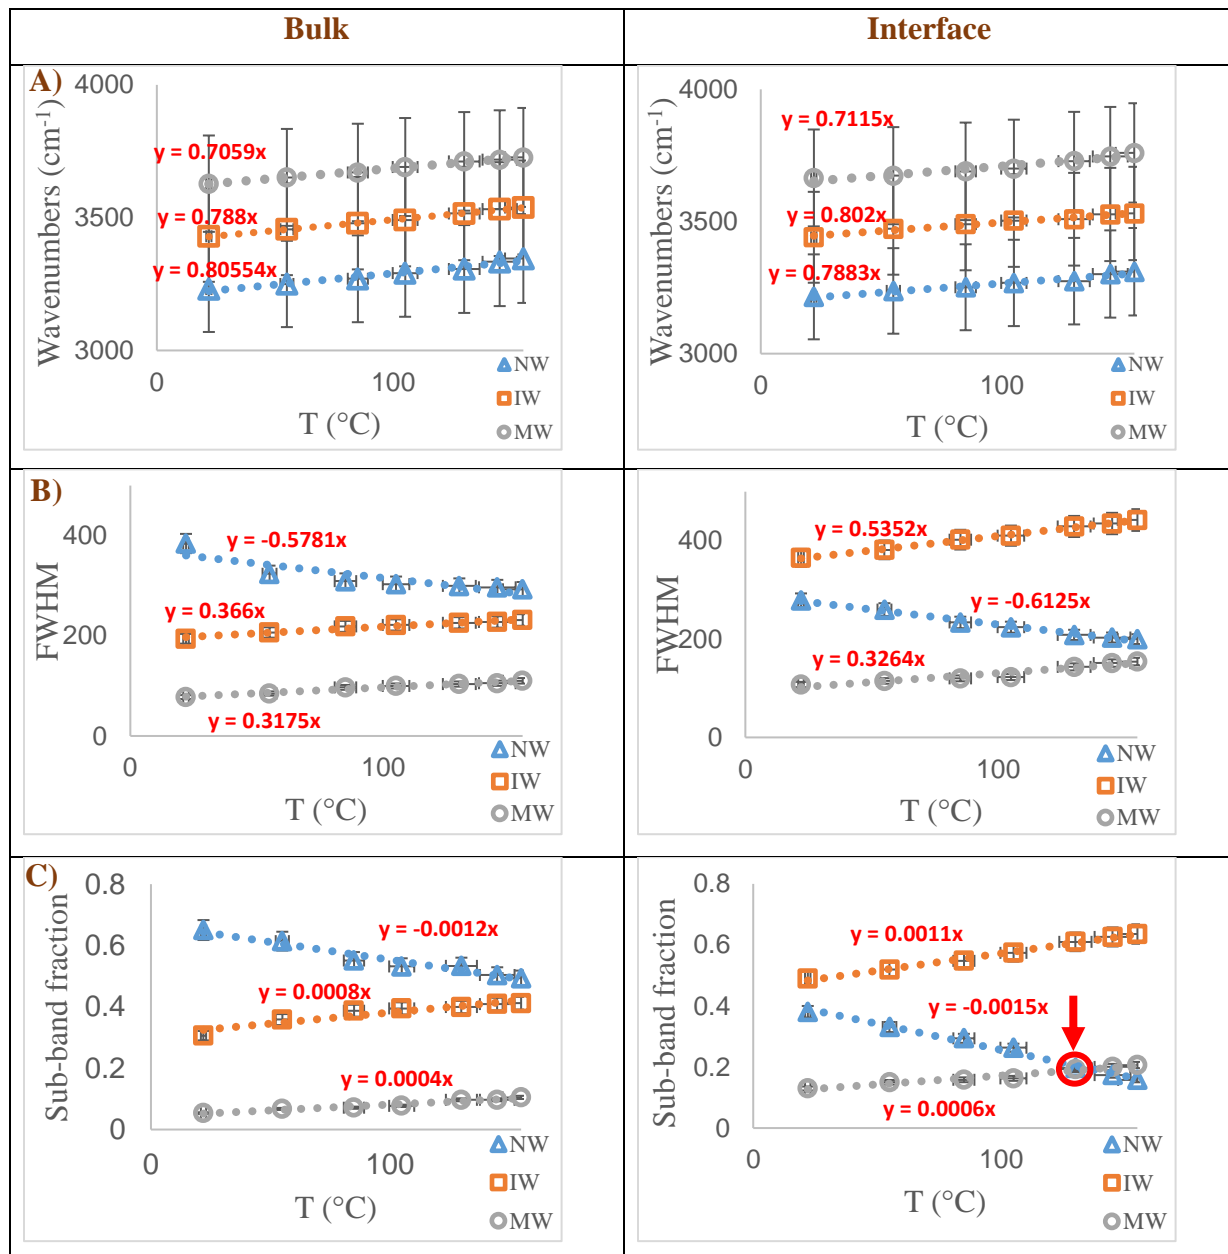 Bulk
Interface
A)
Wavenumbers (cm-1)
4000
3500
3000
0
100
T (°C)
y = 0.7059x
y = 0.788x
y = 0.80554x
NW
IW
MW
Wavenumbers (cm-1)
4000
3500
3000
0
100
T (°C)
y = 0.7115x
y = 0.802x
y = 0.7883x
NW
IW
MW
B)
FWHM
400
200
0
0
100
T (°C)
y = -0.5781x
y = 0.366x
y = 0.3175x
NW
IW
MW
FWHM
400
200
0
0
100
T (°C)
y = 0.5352x
y = -0.6125x
y = 0.3264x
NW
IW
MW
C)
Sub-band fraction
0.8
0.6
0.4
0.2
0
0
100
T (°C)
y = -0.0012x
y = 0.0008x
y = 0.0004x
NW
IW
MW
Sub-band fraction
0.8
0.6
0.4
0.2
0
0
100
T (°C)
y = 0.0011x
y = -0.0015x
y = 0.0006x
NW
IW
MW